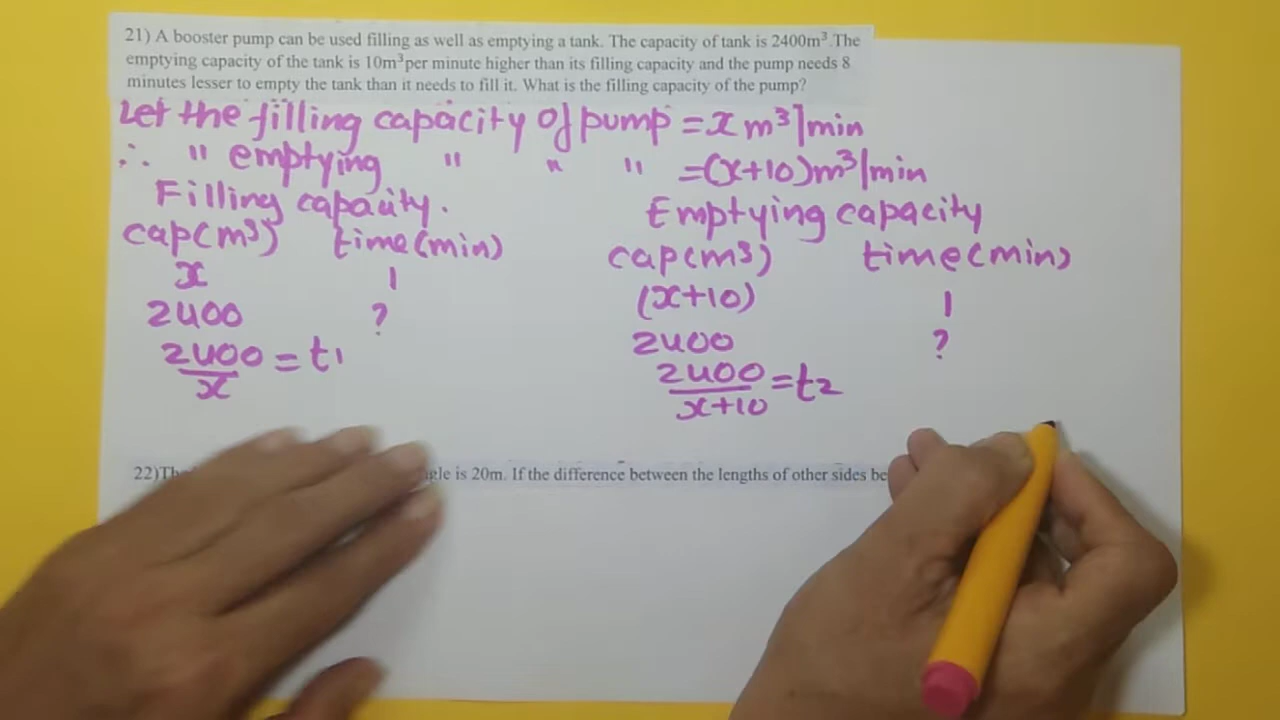 21) A booster pump can be used filling as well as emptying a tank. The capacity of tank is 2400m³.The
emptying capacity of the tank is 10m³per minute higher than its filling capacity and the pump needs 8
minutes lesser to empty the tank than it needs to fill it. What is the filling capacity of the pump?
Let the filling capacity of pump = x m³/min
∴ " emptying " " " =(x+10)m³/min
Filling capacity.
Emptying capacity
cap(m³) time(min)
cap(m³) time(min)
x 1
(x+10) 1
2400 ?
2400 ?
2400/x = t1
2400/x+10 = t2
22)Th gle is 20m. If the difference between the lengths of other sides be